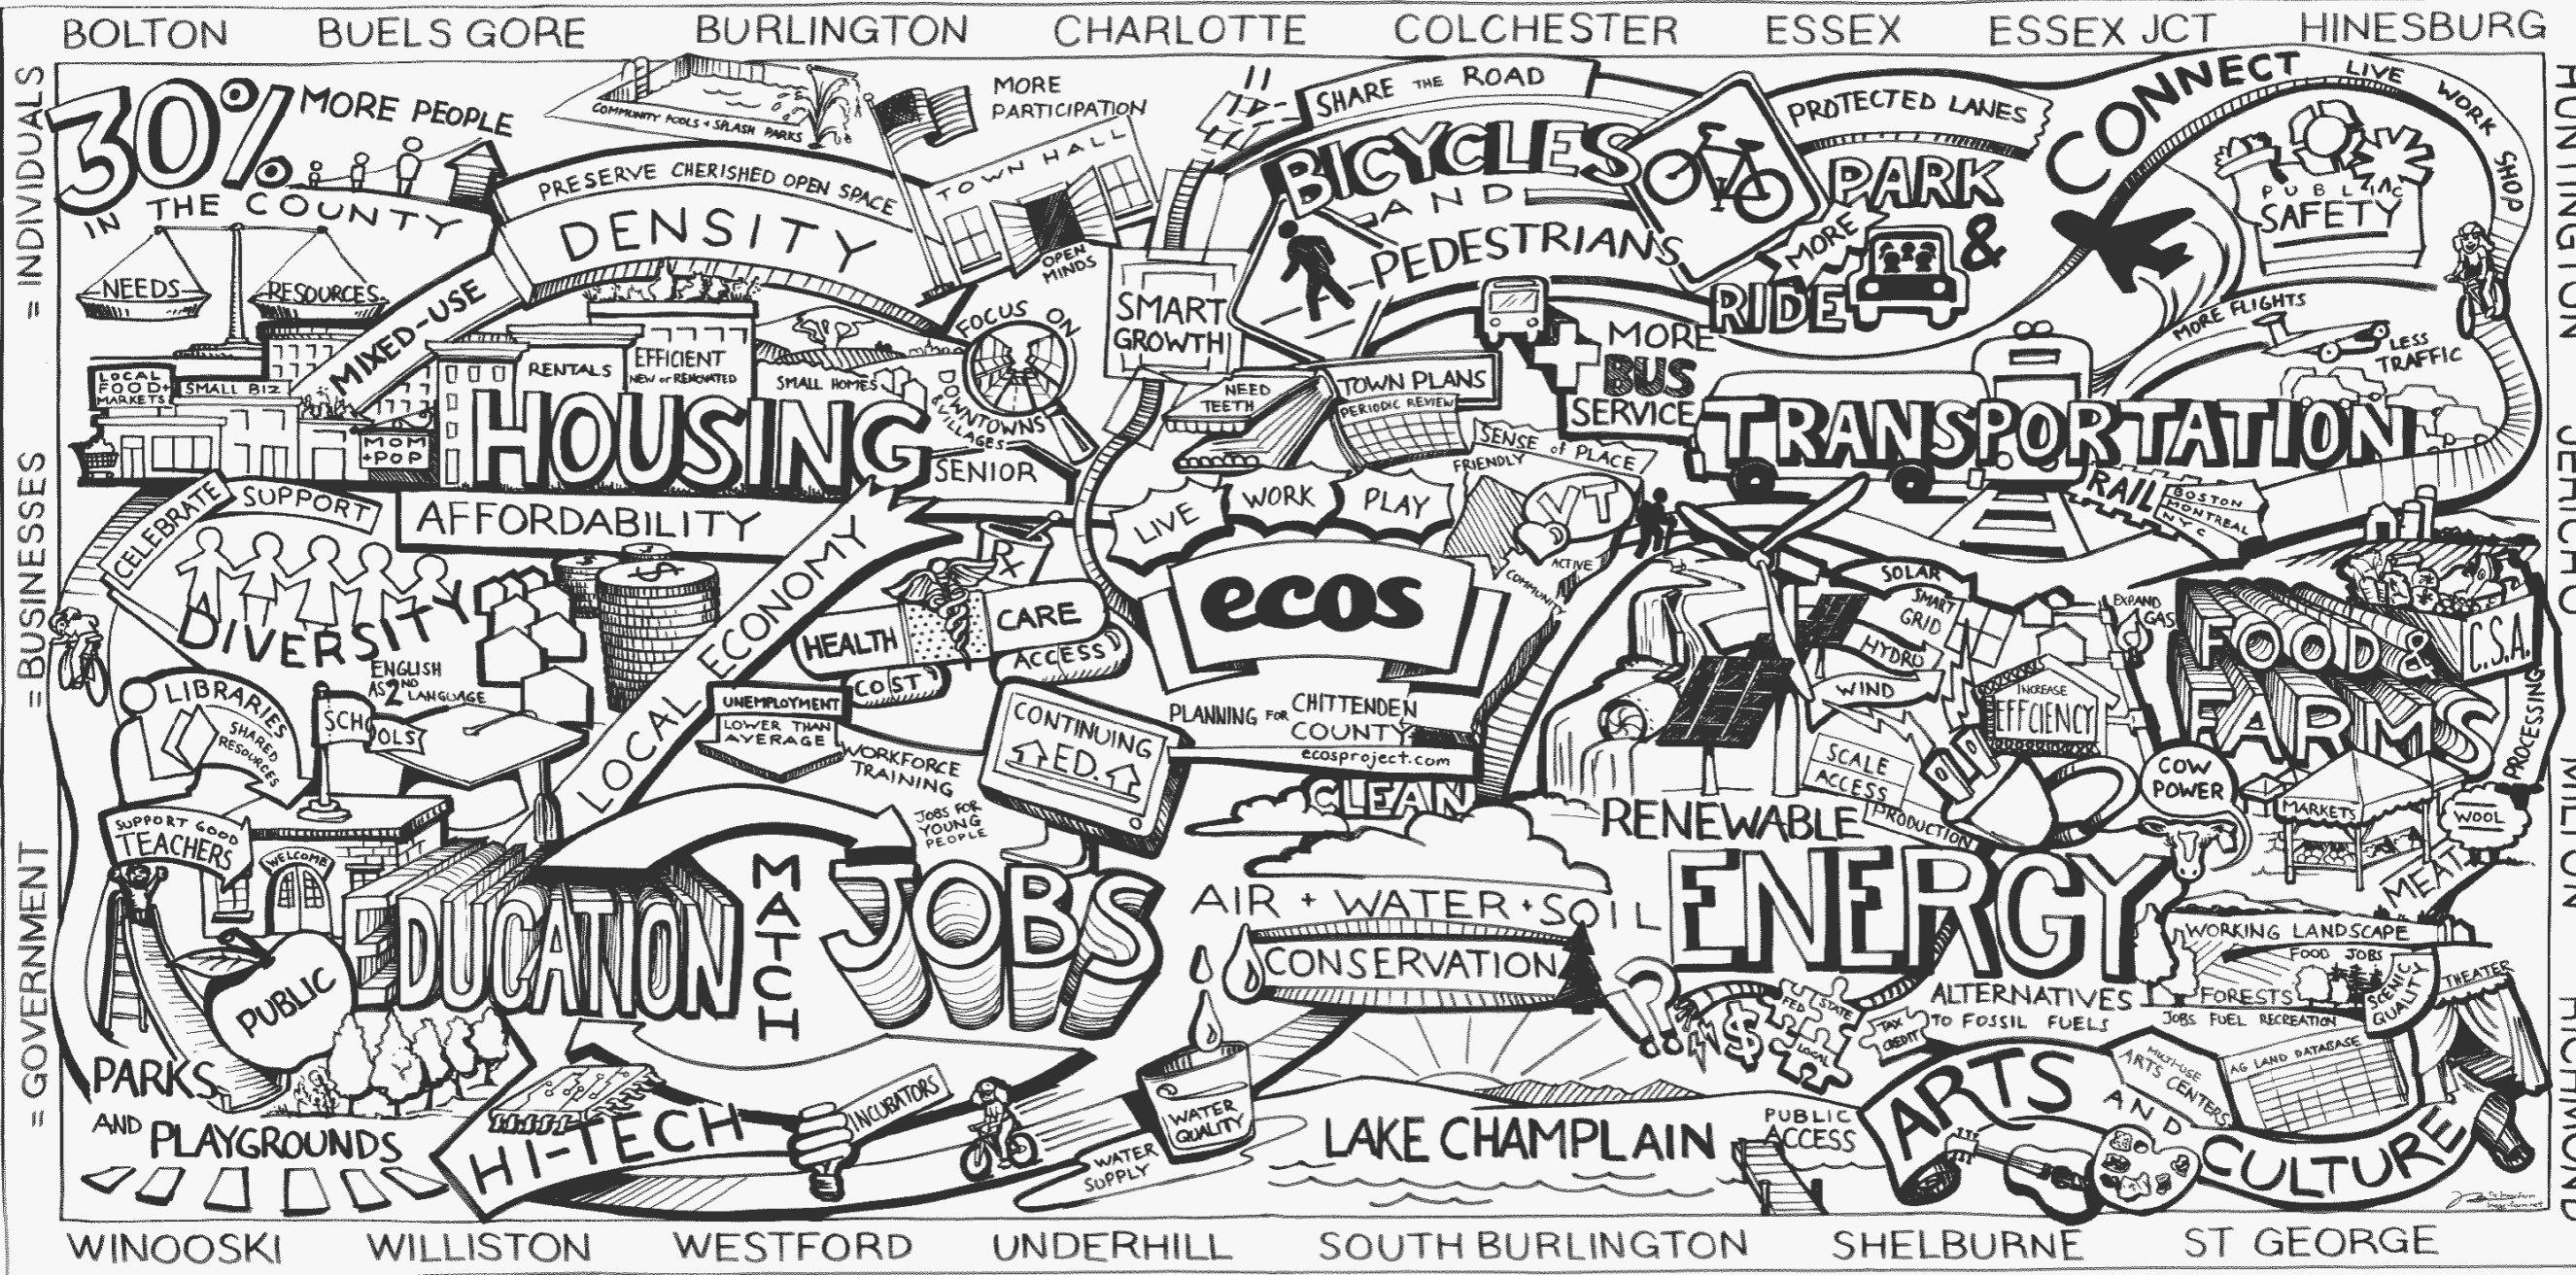 BOLTON BUELS GORE BURLINGTON CHARLOTTE COLCHESTER ESSEX ESSEX JCT HINESBURG
HUNTINGTON JERICHO MILTON RICHMOND
= INDIVIDUALS
= BUSINESSES
= GOVERNMENT
30% MORE PEOPLE
IN THE COUNTY
COMMUNITY POOLS + SPLASH PARKS
MORE
PARTICIPATION
TOWN HALL
OPEN
MINDS
PRESERVE CHERISHED OPEN SPACE
DENSITY
MIXED-USE
NEEDS
RESOURCES
LOCAL
FOOD+
MARKETS
SMALL BIZ
MOM
+POP
RENTALS
EFFICIENT
NEW or RENOVATED
SMALL HOMES
HOUSING
FOCUS ON
DOWNTOWNS
& VILLAGES
SENIOR
AFFORDABILITY
SMART
GROWTH!
SHARE THE ROAD
BICYCLES
AND
PEDESTRIANS
PROTECTED LANES
PARK
&
RIDE
MORE
MORE
BUS
SERVICE
CONNECT
LIVE WORK SHOP
PUBLIC
SAFETY
MORE FLIGHTS
LESS
TRAFFIC
TRANSPORTATION
RAIL
BOSTON
MONTREAL
NYC
NEED
TEETH
TOWN PLANS
PERIODIC REVIEW
SENSE of PLACE
FRIENDLY
VT
ACTIVE
COMMUNITY
LIVE
WORK
PLAY
ecos
PLANNING FOR CHITTENDEN
COUNTY
ecosproject.com
CELEBRATE
SUPPORT
DIVERSITY
ENGLISH
AS 2ND LANGUAGE
LIBRARIES
SHARED
RESOURCES
SCHOOLS
LOCAL ECONOMY
RX
HEALTH CARE
COST
ACCESS
UNEMPLOYMENT
LOWER THAN
AVERAGE
WORKFORCE
TRAINING
CONTINUING
ED.
JOBS FOR
YOUNG
PEOPLE
SUPPORT GOOD
TEACHERS
WELCOME
PUBLIC
EDUCATION
MATCH
JOBS
PARKS
AND PLAYGROUNDS
HI-TECH
INCUBATORS
CLEAN
AIR + WATER + SOIL
CONSERVATION
WATER
QUALITY
WATER
SUPPLY
LAKE CHAMPLAIN
PUBLIC
ACCESS
SOLAR
SMART
GRID
HYDRO
WIND
EXPAND
GAS
INCREASE
EFFCIENCY
SCALE
ACCESS
PRODUCTION
RENEWABLE
ENERGY
ALTERNATIVES
TO FOSSIL FUELS
?!
$
FED
STATE
LOCAL
TAX
CREDIT
FOOD &
FARMS
C.S.A.
PROCESSING
COW
POWER
MARKETS
WOOL
MEAT
WORKING LANDSCAPE
FOOD JOBS
FORESTS
JOBS FUEL RECREATION
SCENIC
QUALITY
THEATER
AG LAND DATABASE
MULTI-USE
ARTS CENTERS
ARTS
AND
CULTURE
WINOOSKI WILLISTON WESTFORD UNDERHILL SOUTH BURLINGTON SHELBURNE ST GEORGE